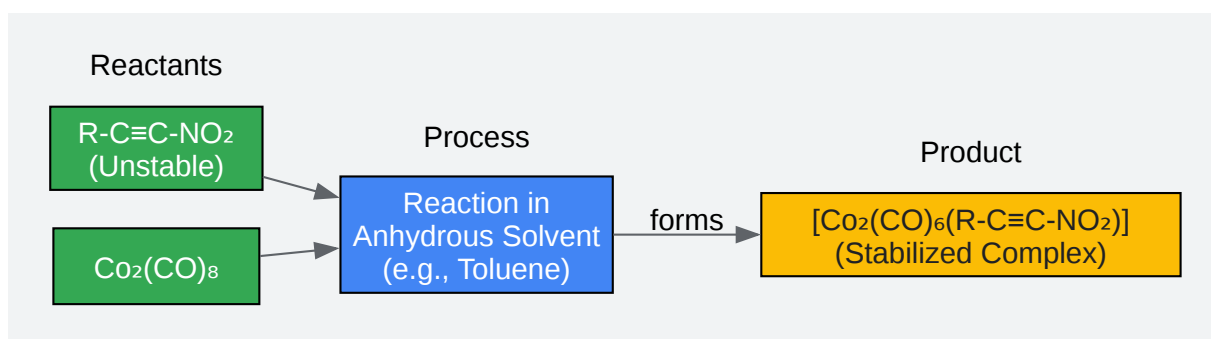 Reactants
R-C≡C-NO₂
(Unstable)
Co₂(CO)₈
Process
Reaction in
Anhydrous Solvent
(e.g., Toluene)
forms
Product
[Co₂(CO)₆(R-C≡C-NO₂)]
(Stabilized Complex)